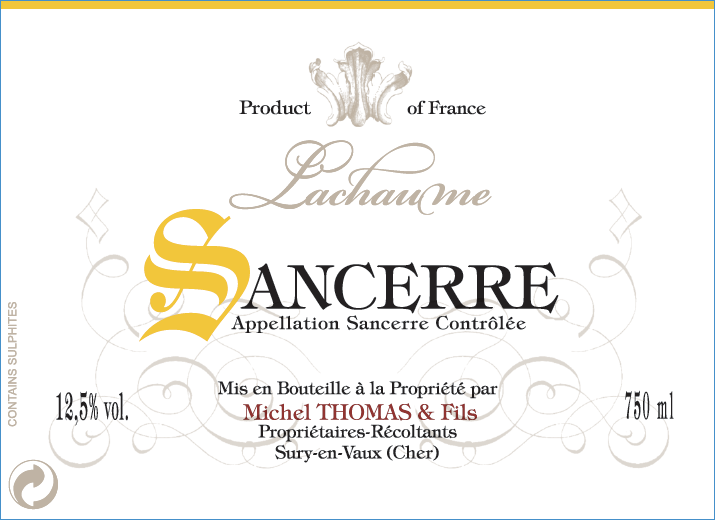 Product of France
Lachaume
SANCERRE
Appellation Sancerre Contrôlée
CONTAINS SULPHITES
12,5% vol.
Mis en Bouteille à la Propriété par
Michel THOMAS & Fils
Propriétaires-Récoltants
Sury-en-Vaux (Cher)
750 ml